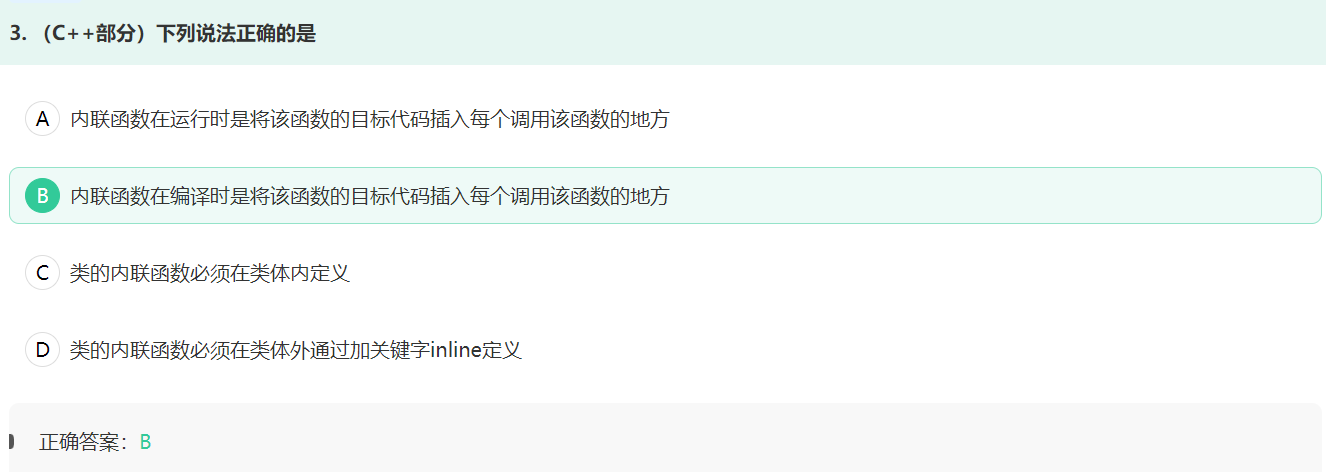 3. （C++部分）下列说法正确的是
A 内联函数在运行时是将该函数的目标代码插入每个调用该函数的地方
B 内联函数在编译时是将该函数的目标代码插入每个调用该函数的地方
C 类的内联函数必须在类体内定义
D 类的内联函数必须在类体外通过加关键字inline定义
正确答案：B